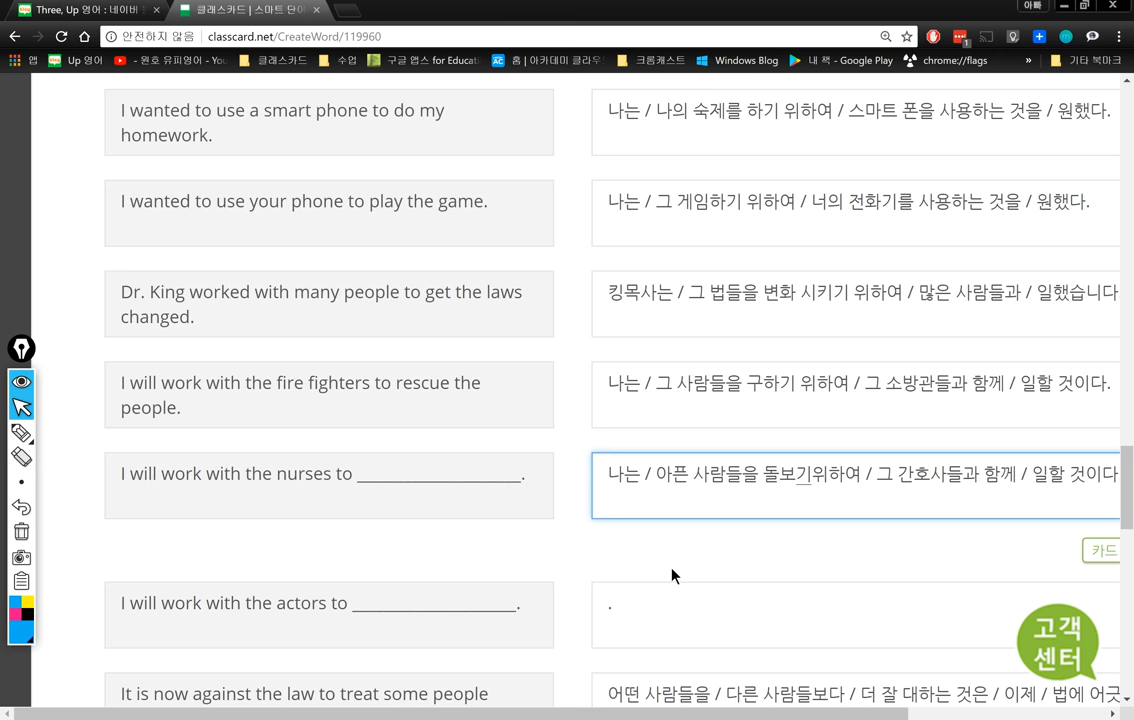 Three, Up 영어 : 네이버
클래스카드 | 스마트 단어
아빠
안전하지 않음
classcard.net/CreateWord/119960
앱
Up 영어
- 원호 유피영어 - You
클래스카드
수업
구글 앱스 for Educat
홈 | 아카데미 클라우
크롬캐스트
Windows Blog
내 책 - Google Play
chrome://flags
»
기타 북마크
I wanted to use a smart phone to do my
homework.
나는 / 나의 숙제를 하기 위하여 / 스마트 폰을 사용하는 것을 / 원했다.
I wanted to use your phone to play the game.
나는 / 그 게임하기 위하여 / 너의 전화기를 사용하는 것을 / 원했다.
Dr. King worked with many people to get the laws
changed.
킹목사는 / 그 법들을 변화 시키기 위하여 / 많은 사람들과 / 일했습니다
I will work with the fire fighters to rescue the
people.
나는 / 그 사람들을 구하기 위하여 / 그 소방관들과 함께 / 일할 것이다.
I will work with the nurses to ___________________.
나는 / 아픈 사람들을 돌보기위하여 / 그 간호사들과 함께 / 일할 것이다
카드
I will work with the actors to ___________________.
.
고객
센터
It is now against the law to treat some people
어떤 사람들을 / 다른 사람들보다 / 더 잘 대하는 것은 / 이제 / 법에 어긋